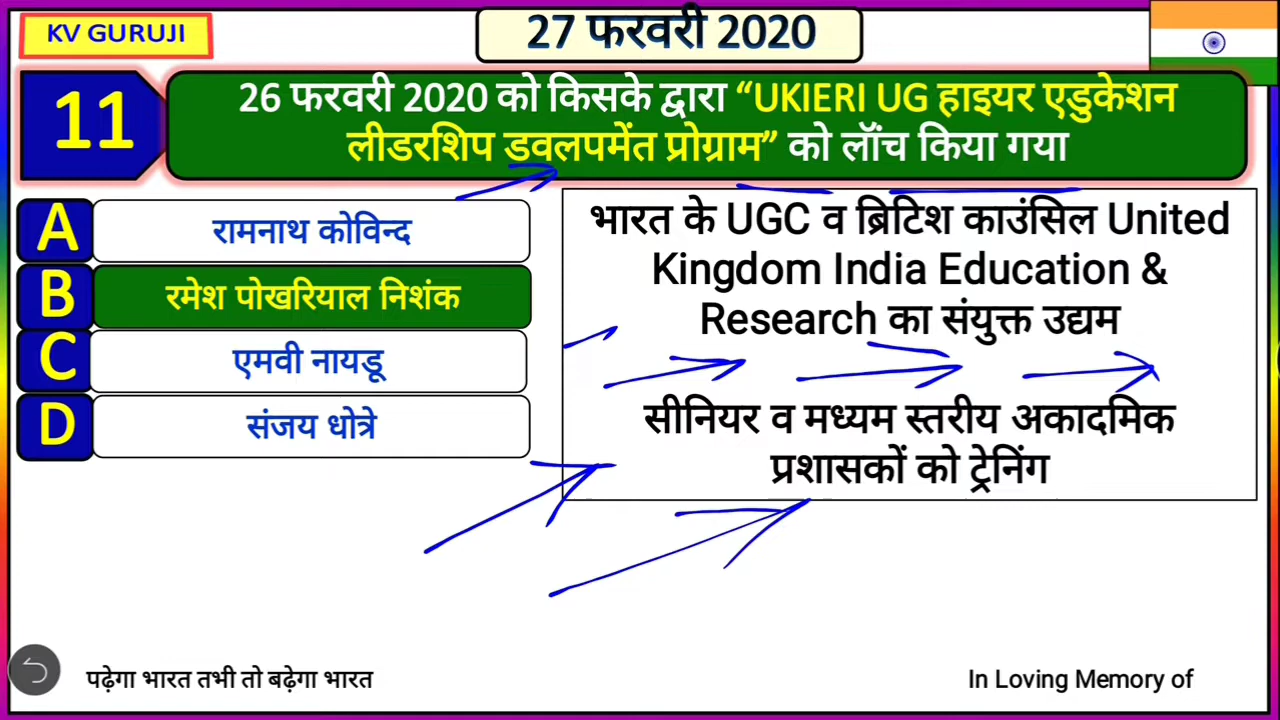 KV GURUJI
27 फरवरी 2020
11
26 फरवरी 2020 को किसके द्वारा “UKIERI UG हाइयर एडुकेशन
लीडरशिप डवलपमेंत प्रोग्राम” को लॉंच किया गया
A रामनाथ कोविन्द
B रमेश पोखरियाल निशंक
C एमवी नायडू
D संजय धोत्रे
भारत के UGC व ब्रिटिश काउंसिल United
Kingdom India Education &
Research का संयुक्त उद्यम
सीनियर व मध्यम स्तरीय अकादमिक
प्रशासकों को ट्रेनिंग
पढ़ेगा भारत तभी तो बढ़ेगा भारत
In Loving Memory of